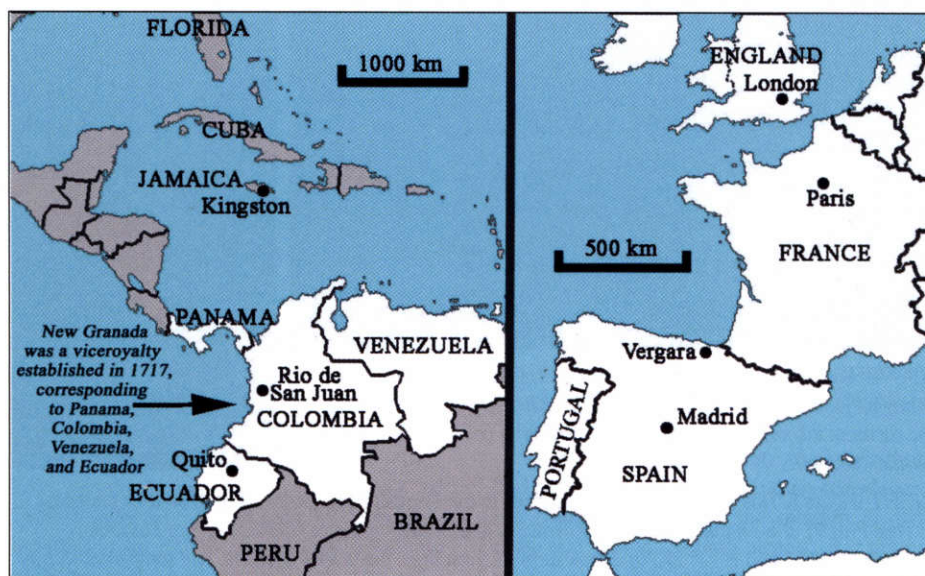 FLORIDA
1000 km
CUBA
JAMAICA
Kingston
PANAMA
New Granada
was a viceroyalty
established in 1717,
corresponding
to Panama,
Colombia,
Venezuela,
and Ecuador
VENEZUELA
Rio de
San Juan
COLOMBIA
Quito
ECUADOR
BRAZIL
PERU
ENGLAND
London
Paris
500 km
FRANCE
Vergara
Madrid
PORTUGAL
SPAIN